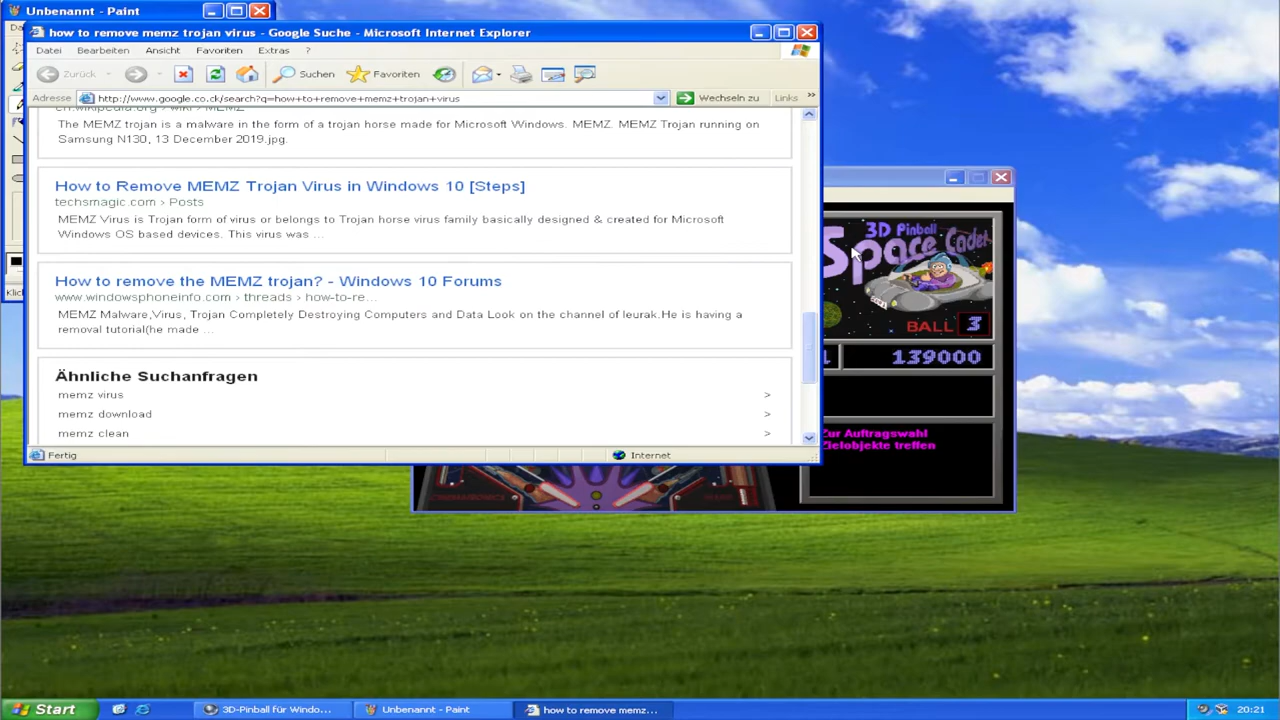 Unbenannt - Paint
how to remove memz trojan virus - Google Suche - Microsoft Internet Explorer
Datei Bearbeiten Ansicht Favoriten Extras ?
Zurück Suchen Favoriten
Adresse http://www.google.co.ck/search?q=how+to+remove+memz+trojan+virus Wechseln zu Links »
The MEMZ trojan is a malware in the form of a trojan horse made for Microsoft Windows. MEMZ. MEMZ Trojan running on
Samsung N130, 13 December 2019.jpg.
How to Remove MEMZ Trojan Virus in Windows 10 [Steps]
techsmagic.com › Posts
MEMZ Virus is Trojan form of virus or belongs to Trojan horse virus family basically designed & created for Microsoft
Windows OS based devices. This virus was ...
How to remove the MEMZ trojan? - Windows 10 Forums
www.windowsphoneinfo.com › threads › how-to-re...
MEMZ Malware,Virus, Trojan Completely Destroying Computers and Data Look on the channel of leurak.He is having a
removal tutorial(he made ...
Ähnliche Suchanfragen
memz virus >
memz download >
memz clean >
Fertig Internet
3D Pinball
Space Cadet
BALL 3
1 139000
Zur Auftragswahl
Zielobjekte treffen
Start 3D-Pinball für Windo... Unbenannt - Paint how to remove memz... 20:21